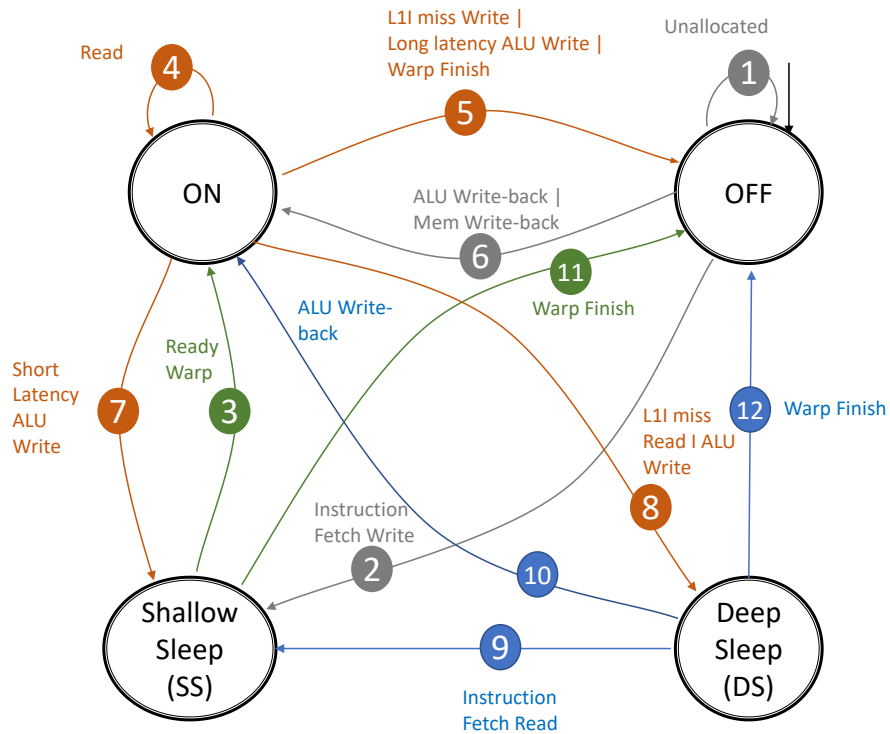 L1I miss Write |
Long latency ALU Write |
Warp Finish
Unallocated
Read
4
1
5
ON
OFF
ALU Write-back |
Mem Write-back
6
11
ALU Write-
back
Warp Finish
Ready
Warp
Short
Latency
ALU
Write
7
3
12
Warp Finish
L1I miss
Read I ALU
Write
8
Instruction
Fetch Write
2
10
Shallow
Sleep
(SS)
9
Deep
Sleep
(DS)
Instruction
Fetch Read